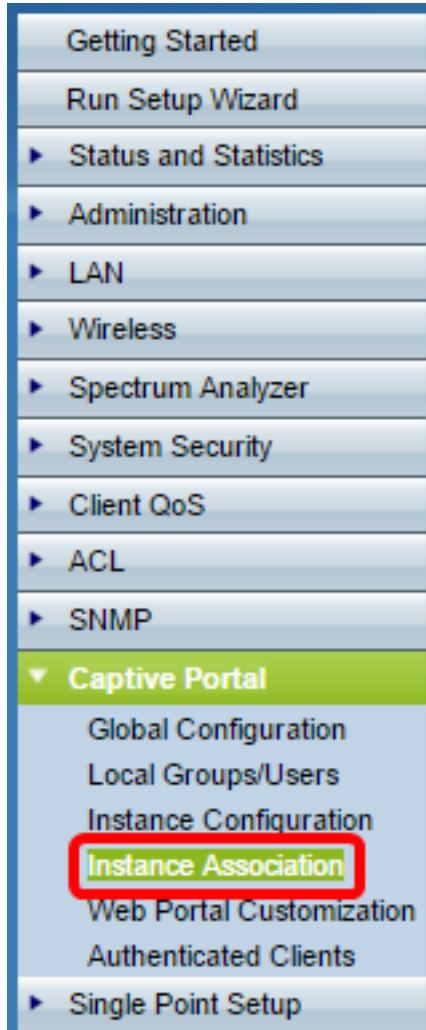 Getting Started
Run Setup Wizard
Status and Statistics
Administration
LAN
Wireless
Spectrum Analyzer
System Security
Client QoS
ACL
SNMP
Captive Portal
Global Configuration
Local Groups/Users
Instance Configuration
Instance Association
Web Portal Customization
Authenticated Clients
Single Point Setup